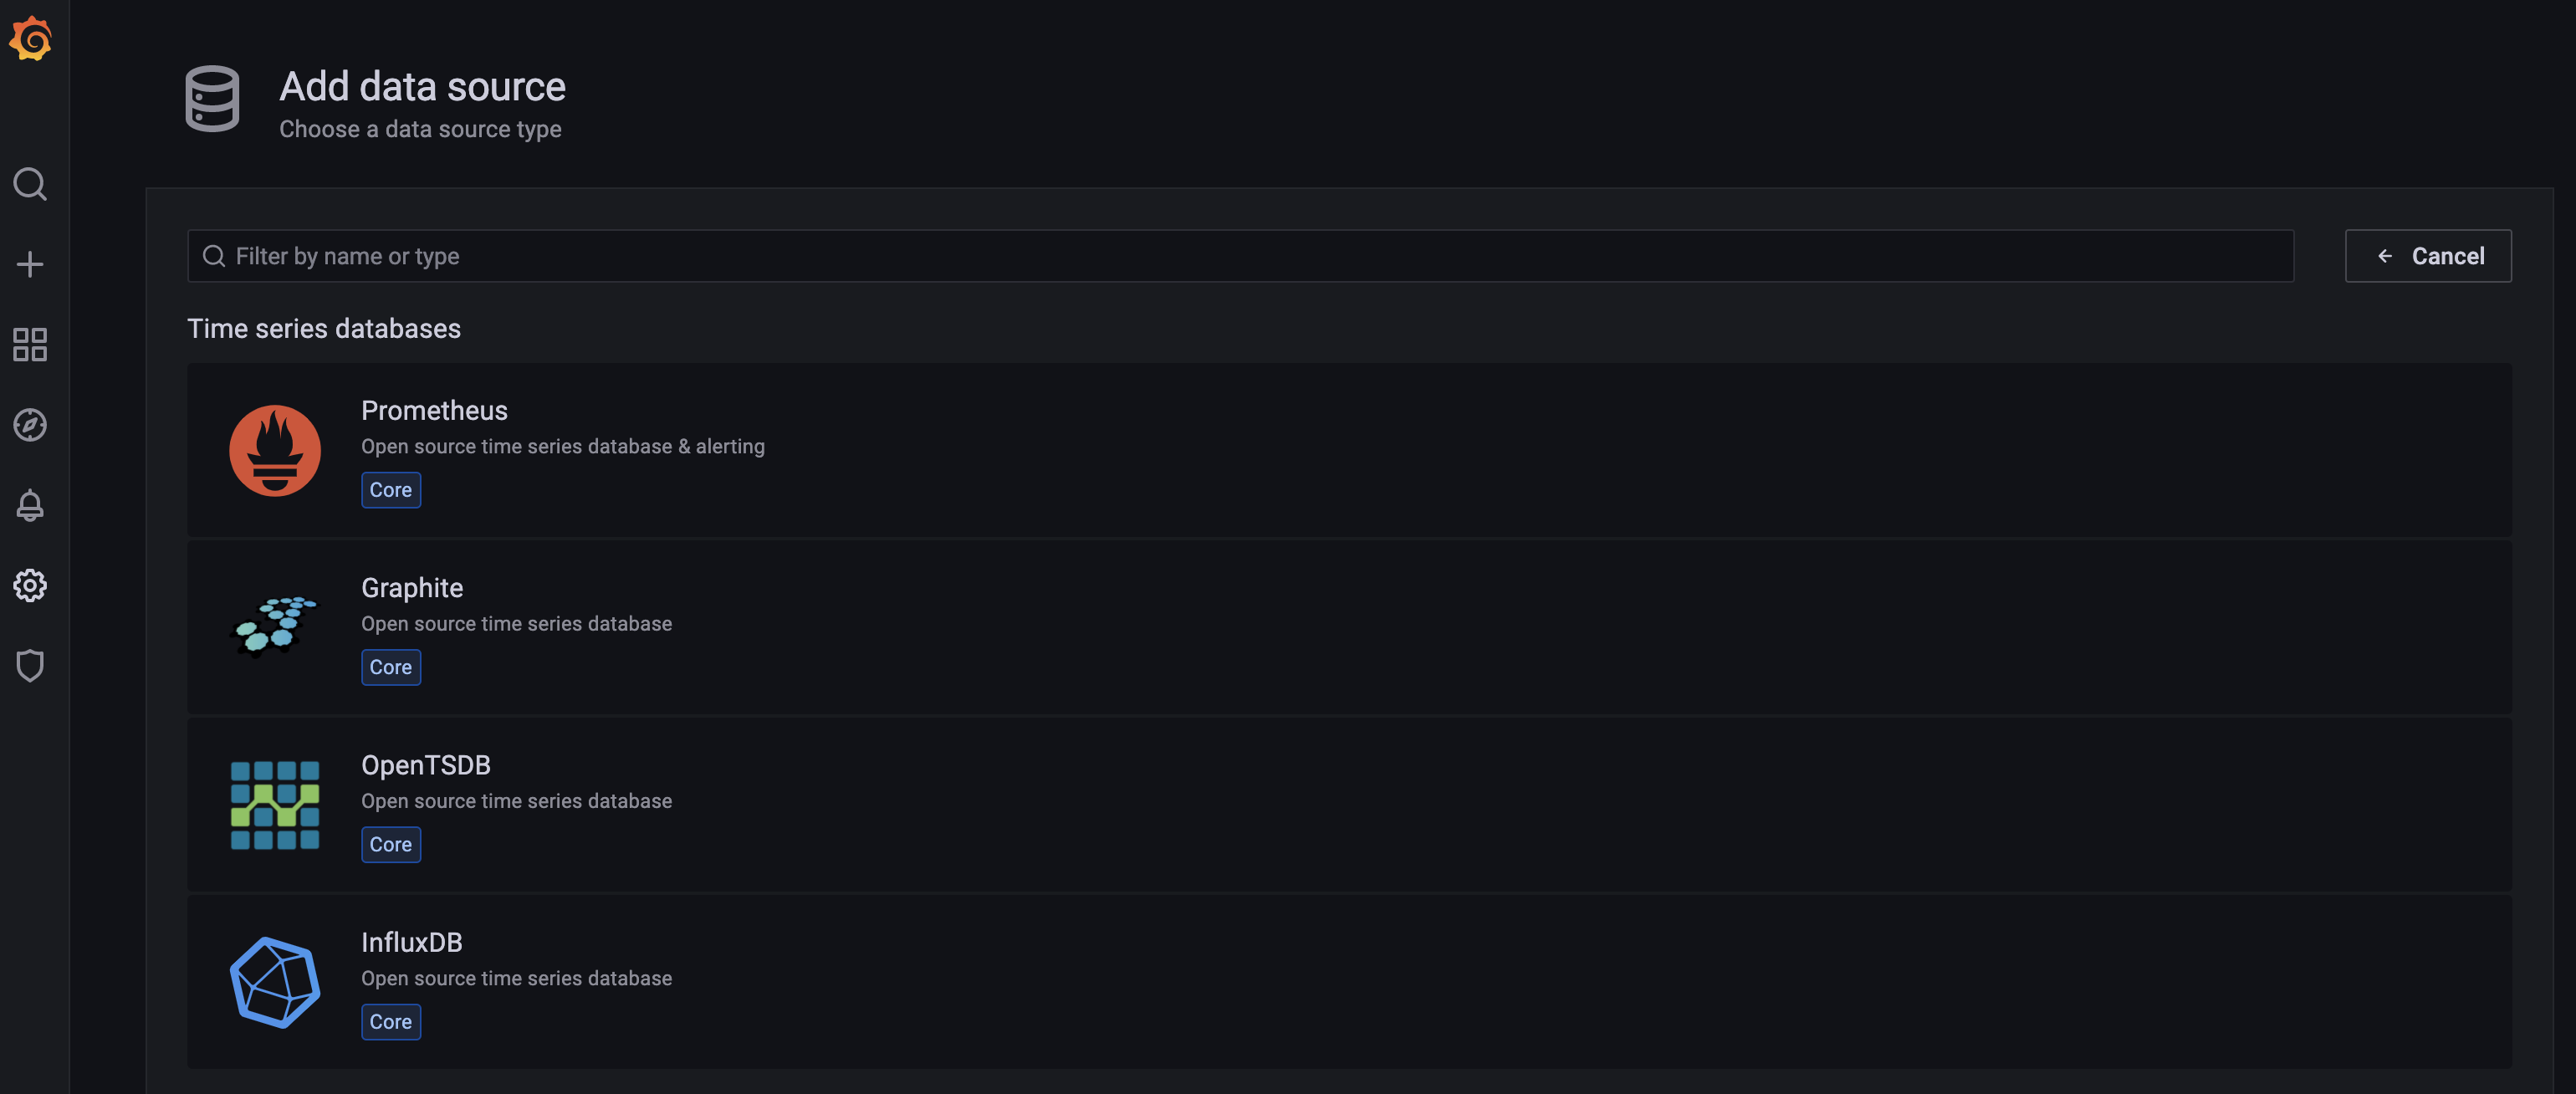 Add data source
Choose a data source type
Filter by name or type
Cancel
Time series databases
Prometheus
Open source time series database & alerting
Core
Graphite
Open source time series database
Core
OpenTSDB
Open source time series database
Core
InfluxDB
Open source time series database
Core